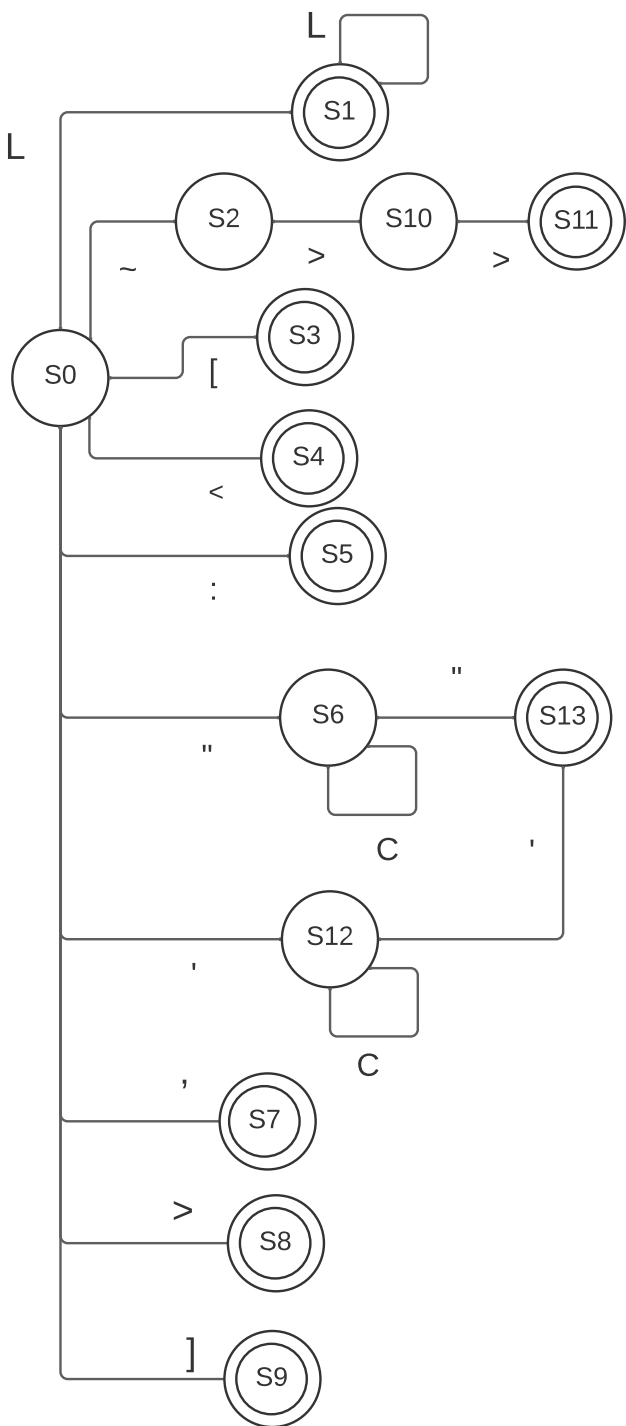 L
S1
L
S2
S10
S11
~
>
>
S3
S0
[
S4
<
S5
:
"
S6
S13
"
C
'
S12
'
C
,
S7
>
S8
]
S9